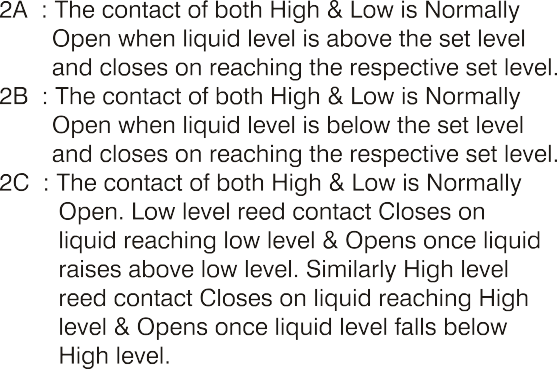 2A : The contact of both High & Low is Normally
Open when liquid level is above the set level
and closes on reaching the respective set level.
2B : The contact of both High & Low is Normally
Open when liquid level is below the set level
and closes on reaching the respective set level.
2C : The contact of both High & Low is Normally
Open. Low level reed contact Closes on
liquid reaching low level & Opens once liquid
raises above low level. Similarly High level
reed contact Closes on liquid reaching High
level & Opens once liquid level falls below
High level.